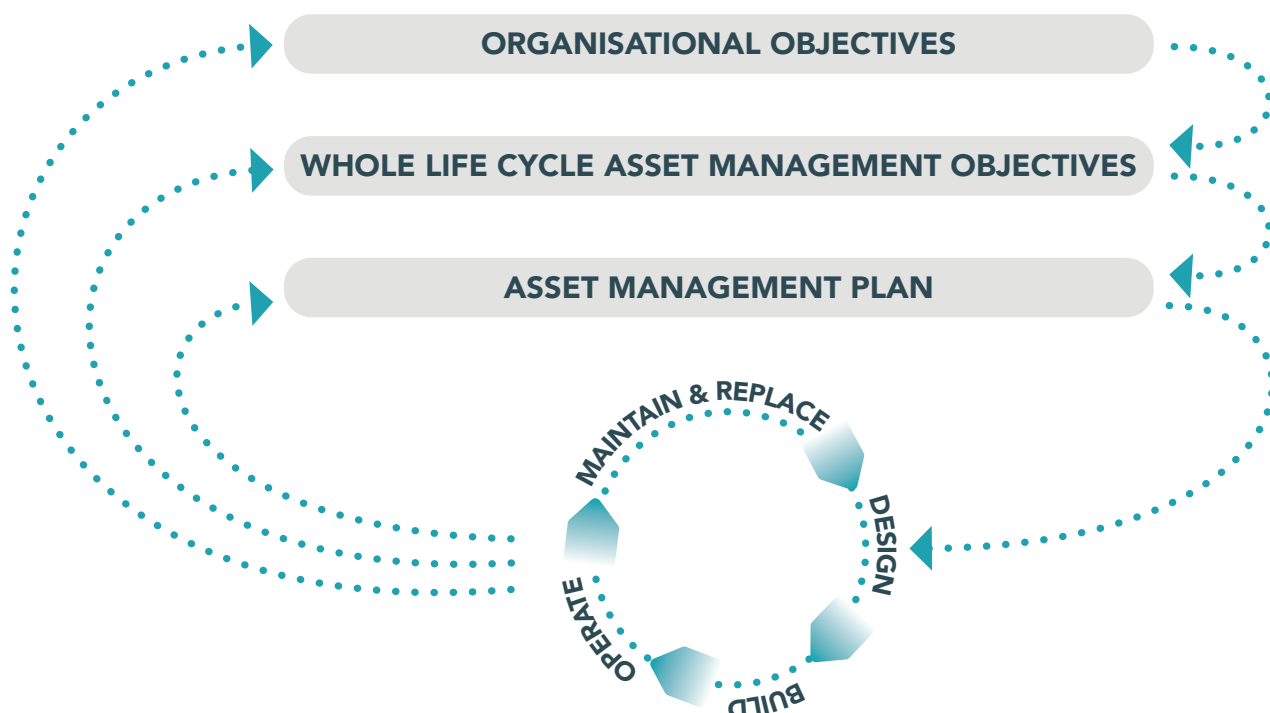 ORGANISATIONAL OBJECTIVES
WHOLE LIFE CYCLE ASSET MANAGEMENT OBJECTIVES
ASSET MANAGEMENT PLAN
MAINTAIN & REPLACE
DESIGN
BUILD
OPERATE